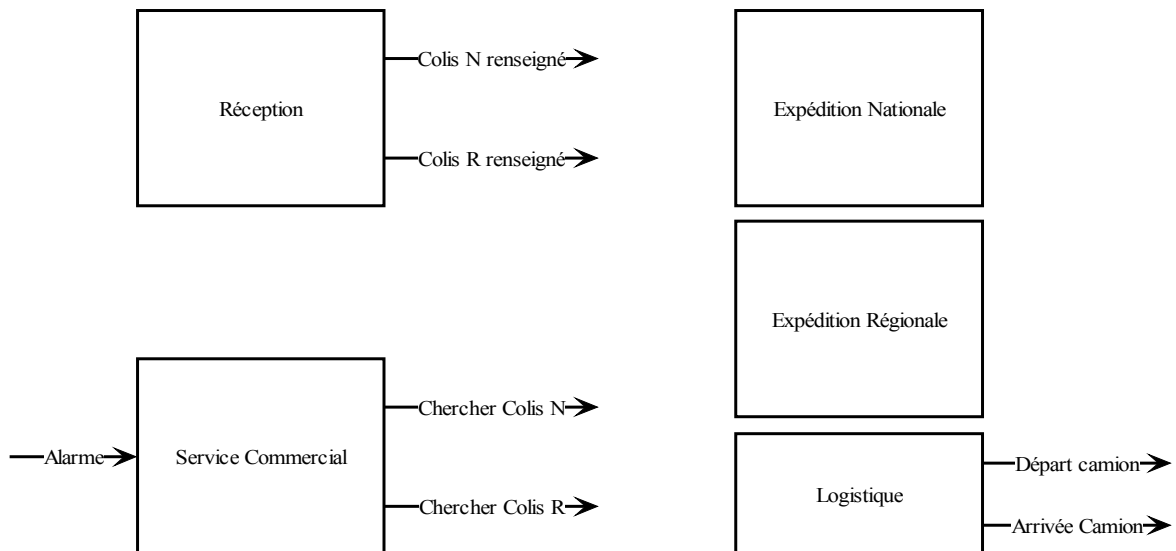 Réception
Colis N renseigné
Colis R renseigné
Expédition Nationale
Expédition Régionale
Alarme
Service Commercial
Chercher Colis N
Chercher Colis R
Logistique
Départ camion
Arrivée Camion